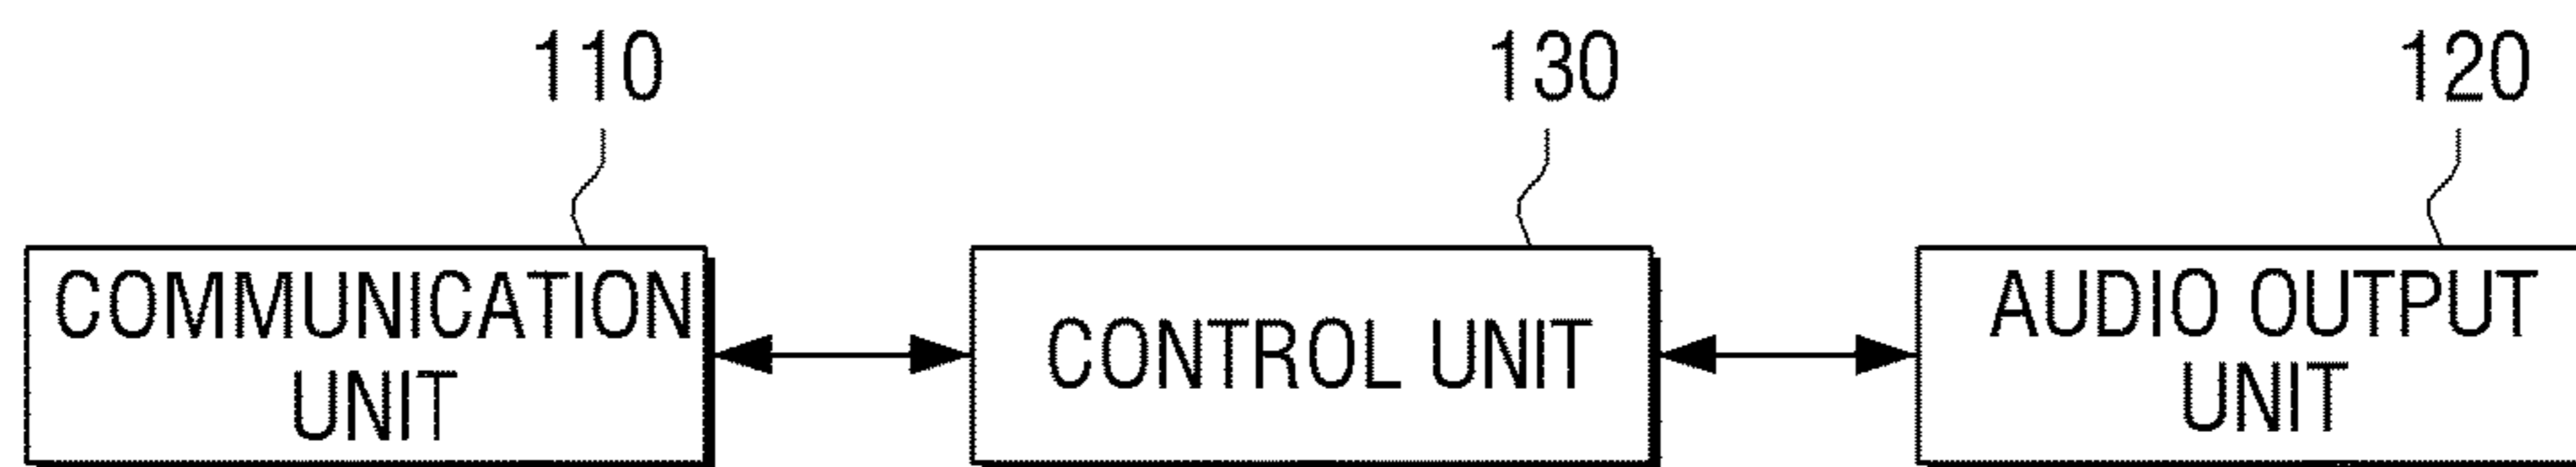 110
130
120
COMMUNICATION
UNIT
CONTROL UNIT
AUDIO OUTPUT
UNIT